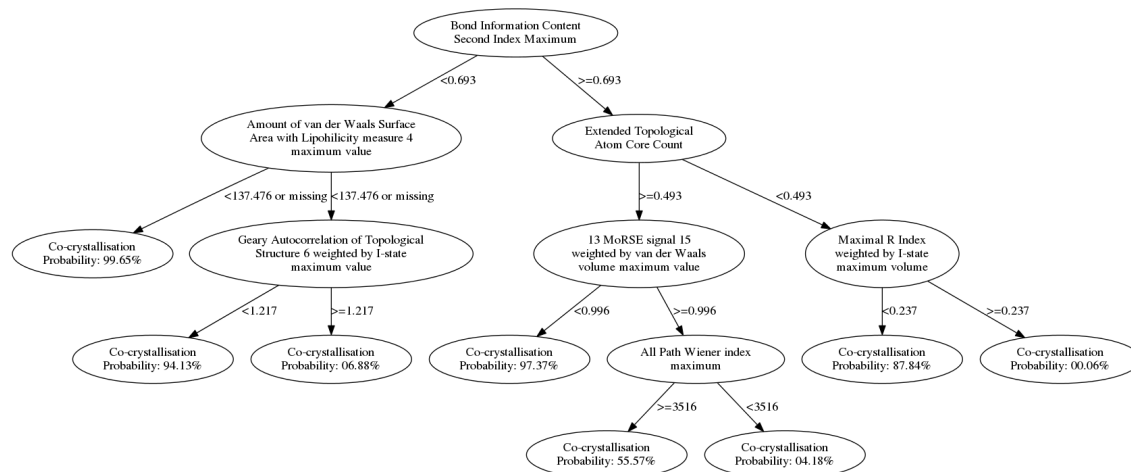 Bond Information Content
Second Index Maximum
<0.693
>=0.693
Amount of van der Waals Surface
Area with Lipohilicity measure 4
maximum value
Extended Topological
Atom Core Count
<137.476 or missing
<137.476 or missing
>=0.493
<0.493
Co-crystallisation
Probability: 99.65%
Geary Autocorrelation of Topological
Structure 6 weighted by I-state
maximum value
13 MoRSE signal 15
weighted by van der Waals
volume maximum value
Maximal R Index
weighted by I-state
maximum volume
<1.217
>=1.217
<0.996
>=0.996
<0.237
>=0.237
Co-crystallisation
Probability: 94.13%
Co-crystallisation
Probability: 06.88%
Co-crystallisation
Probability: 97.37%
All Path Wiener index
maximum
Co-crystallisation
Probability: 87.84%
Co-crystallisation
Probability: 00.06%
>=3516
<3516
Co-crystallisation
Probability: 55.57%
Co-crystallisation
Probability: 04.18%